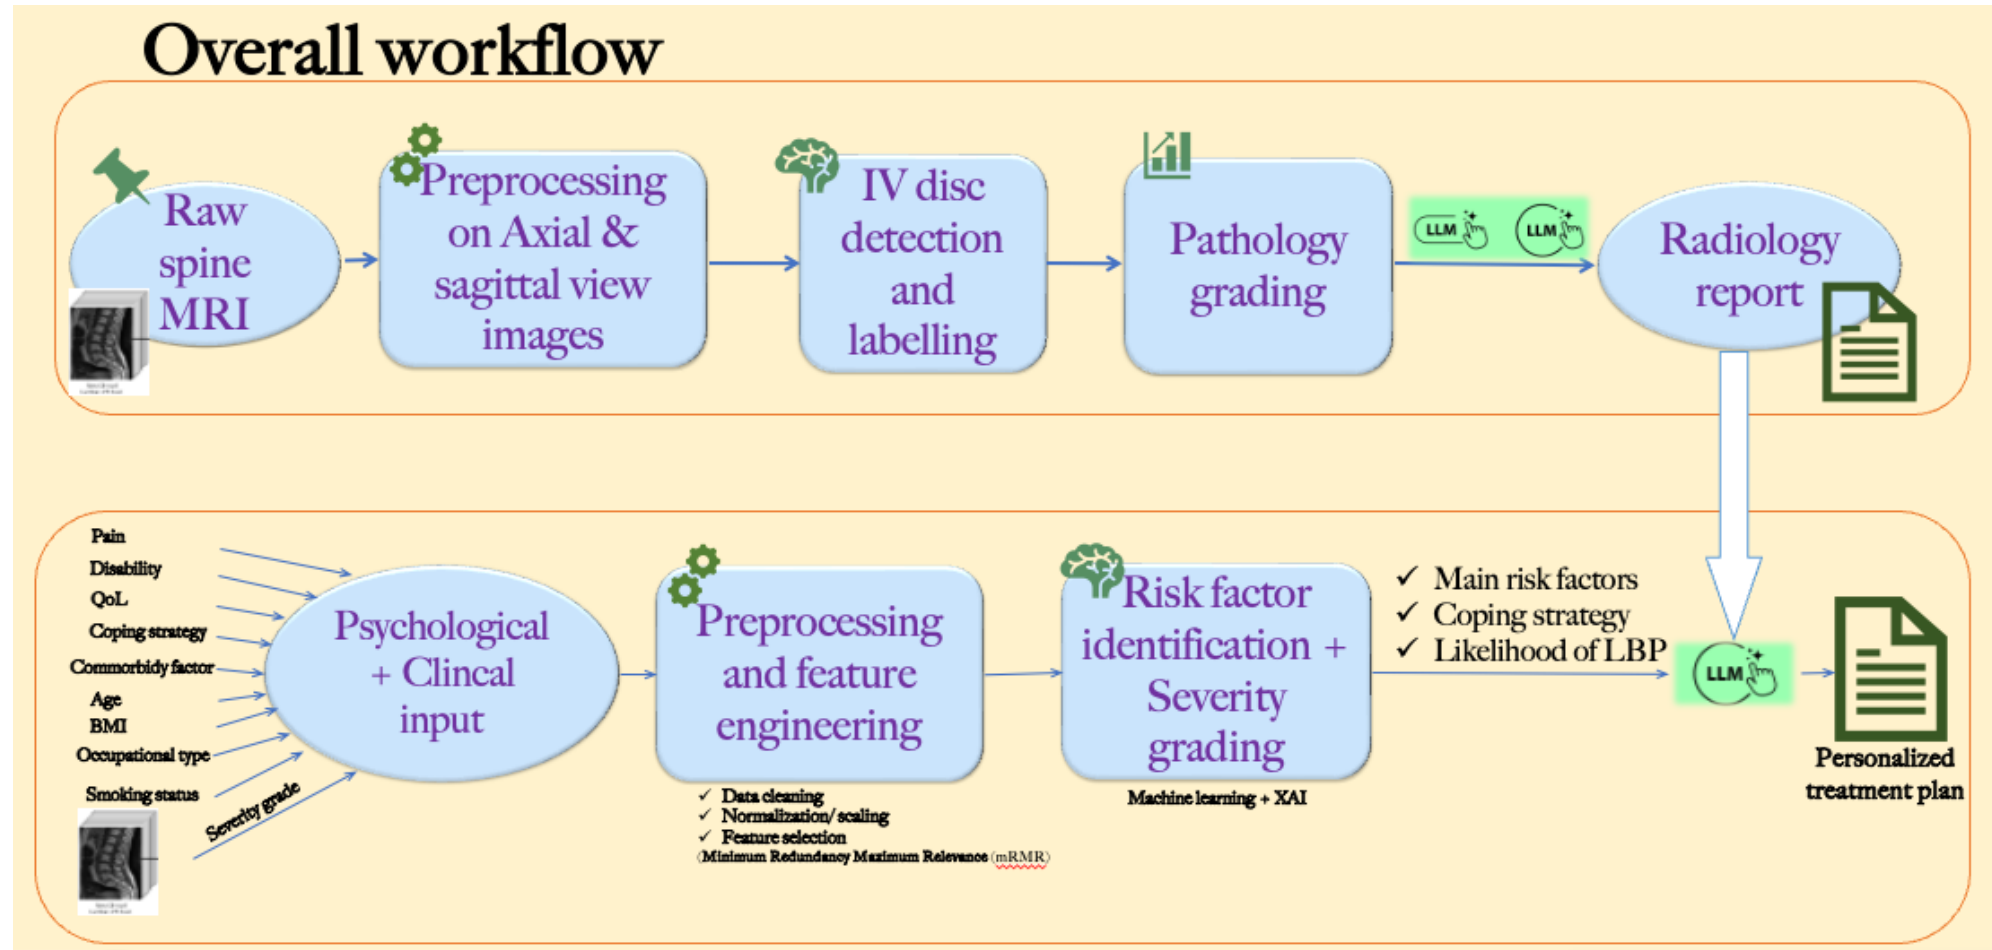 Overall workflow
Raw
spine
MRI
Preprocessing
on Axial &
sagittal view
images
IV disc
detection
and
labelling
Pathology
grading
LLM
LLM
Radiology
report
Pain
Disability
QoL
Coping strategy
Commorbidy factor
Age
BMI
Occupational type
Smoking status
Severity grade
Psychological
+ Clincal
input
Preprocessing
and feature
engineering
✓ Data cleaning
✓ Normalization/ scaling
✓ Feature selection
(Minimum Redundancy Maximum Relevance (mRMR)
Risk factor
identification +
Severity
grading
Machine learning + XAI
✓ Main risk factors
✓ Coping strategy
✓ Likelihood of LBP
LLM
Personalized
treatment plan